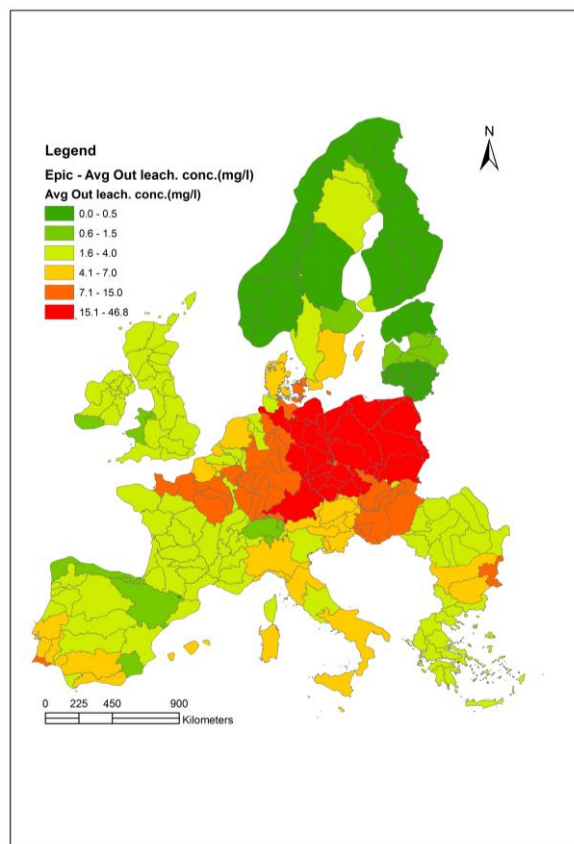 N
Legend
Epic - Avg Out leach. conc.(mg/l)
Avg Out leach. conc.(mg/l)
0.0 - 0.5
0.6 - 1.5
1.6 - 4.0
4.1 - 7.0
7.1 - 15.0
15.1 - 46.8
0 225 450 900
Kilometers